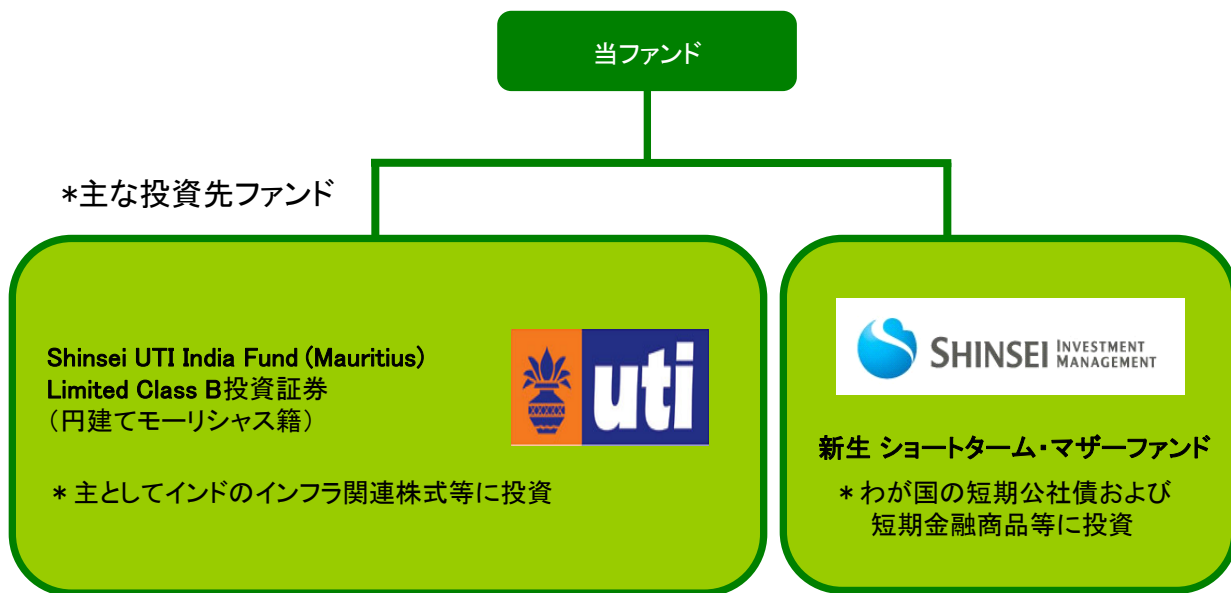 当ファンド
*主な投資先ファンド
Shinsei UTI India Fund (Mauritius)
Limited Class B投資証券
（円建てモーリシャス籍）
uti
* 主としてインドのインフラ関連株式等に投資
SHINSEI INVESTMENT
MANAGEMENT
新生 ショートターム・マザーファンド
* わが国の短期公社債および
短期金融商品等に投資